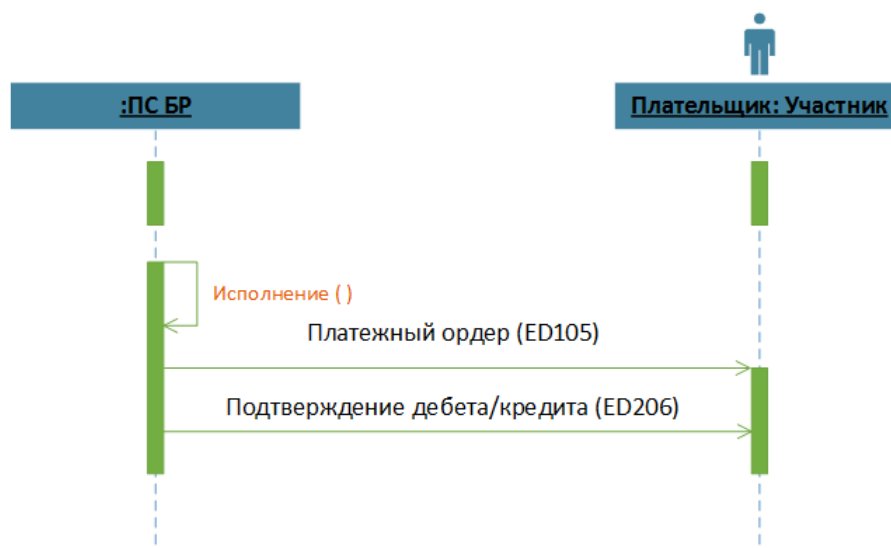 :ПС БР
Плательщик: Участник
Исполнение ( )
Платежный ордер (ED105)
Подтверждение дебета/кредита (ED206)